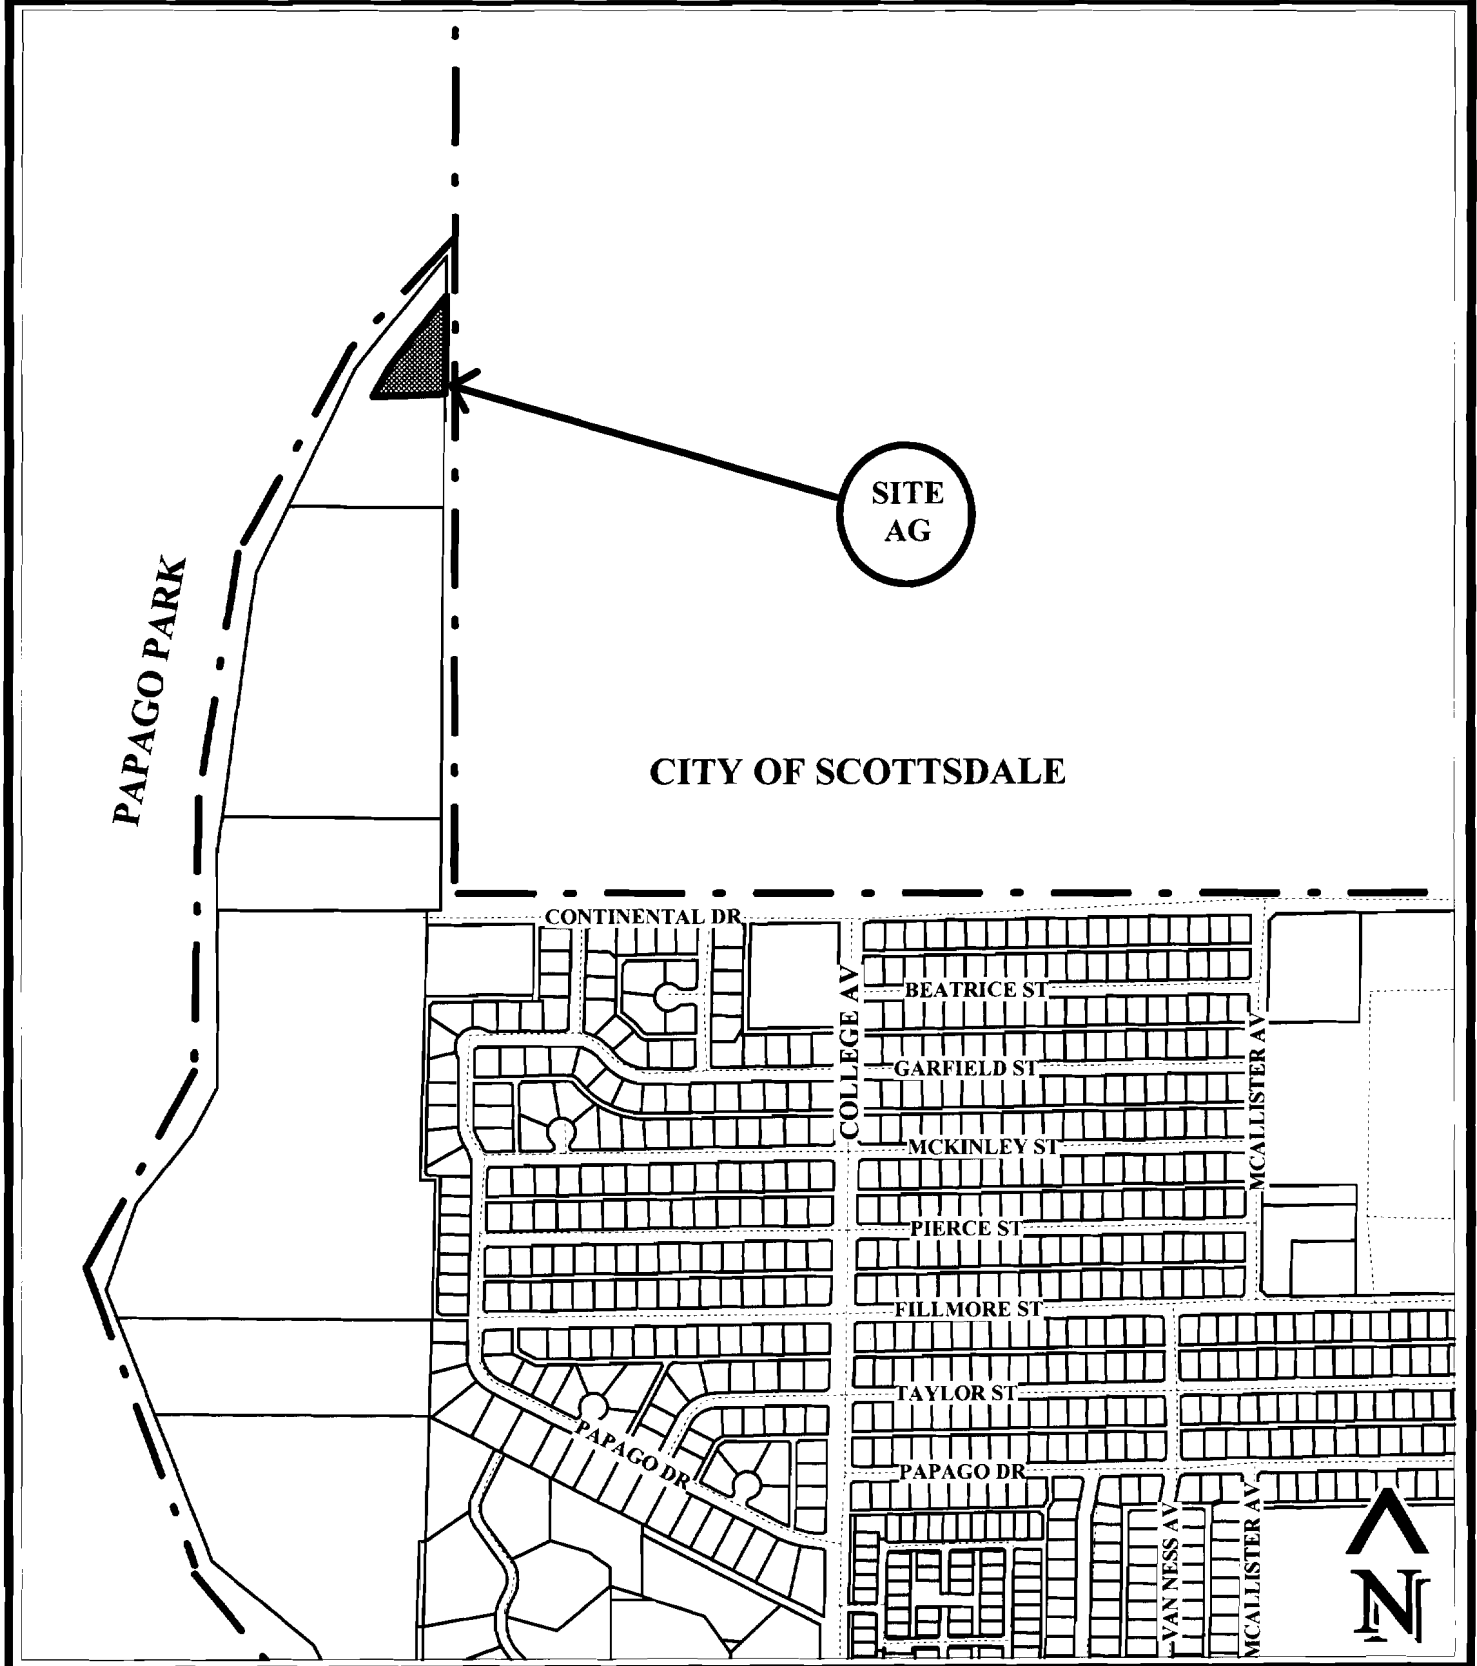 SITE
AG
PAPAGO PARK
CITY OF SCOTTSDALE
CONTINENTAL DR
COLLEGE AV
BEATRICE ST
MCALLISTER AV
GARFIELD ST
MCKINLEY ST
PIERCE ST
FILLMORE ST
TAYLOR ST
PAPAGO DR
PAPAGO DR
VAN NESS AV
MCALLISTER AV
N